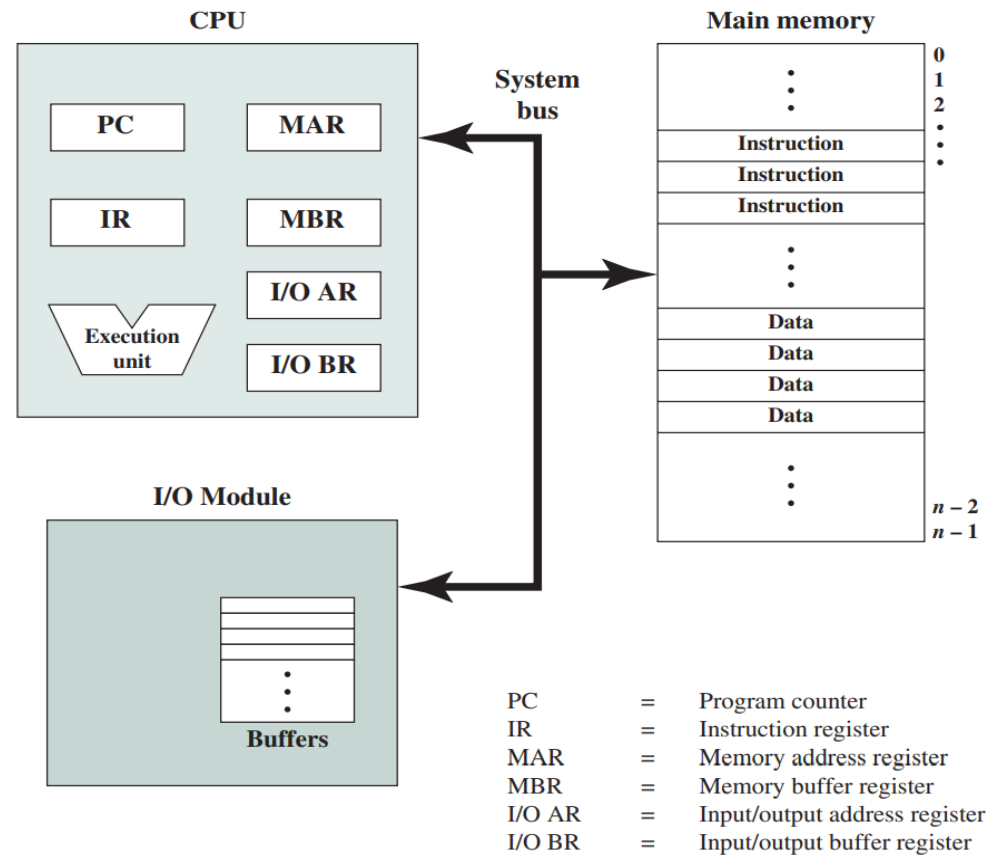 CPU
PC
MAR
IR
MBR
I/O AR
Execution
unit
I/O BR
System
bus
Main memory
0
1
2
Instruction
Instruction
Instruction
Data
Data
Data
Data
n – 2
n – 1
I/O Module
Buffers
PC = Program counter
IR = Instruction register
MAR = Memory address register
MBR = Memory buffer register
I/O AR = Input/output address register
I/O BR = Input/output buffer register